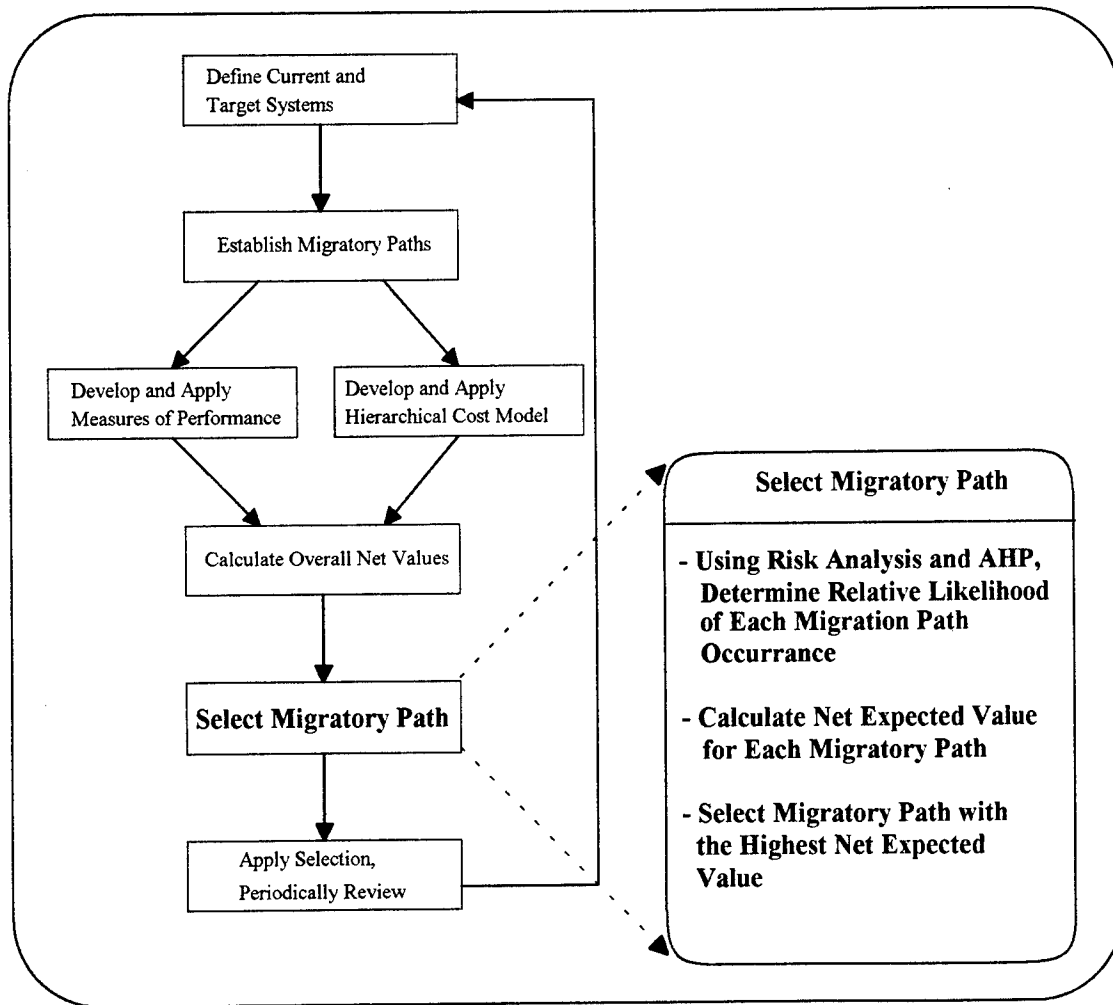 Define Current and
Target Systems
Establish Migratory Paths
Develop and Apply
Measures of Performance
Develop and Apply
Hierarchical Cost Model
Calculate Overall Net Values
Select Migratory Path
Apply Selection,
Periodically Review
Select Migratory Path
- Using Risk Analysis and AHP,
Determine Relative Likelihood
of Each Migration Path
Occurrance
- Calculate Net Expected Value
for Each Migratory Path
- Select Migratory Path with
the Highest Net Expected
Value